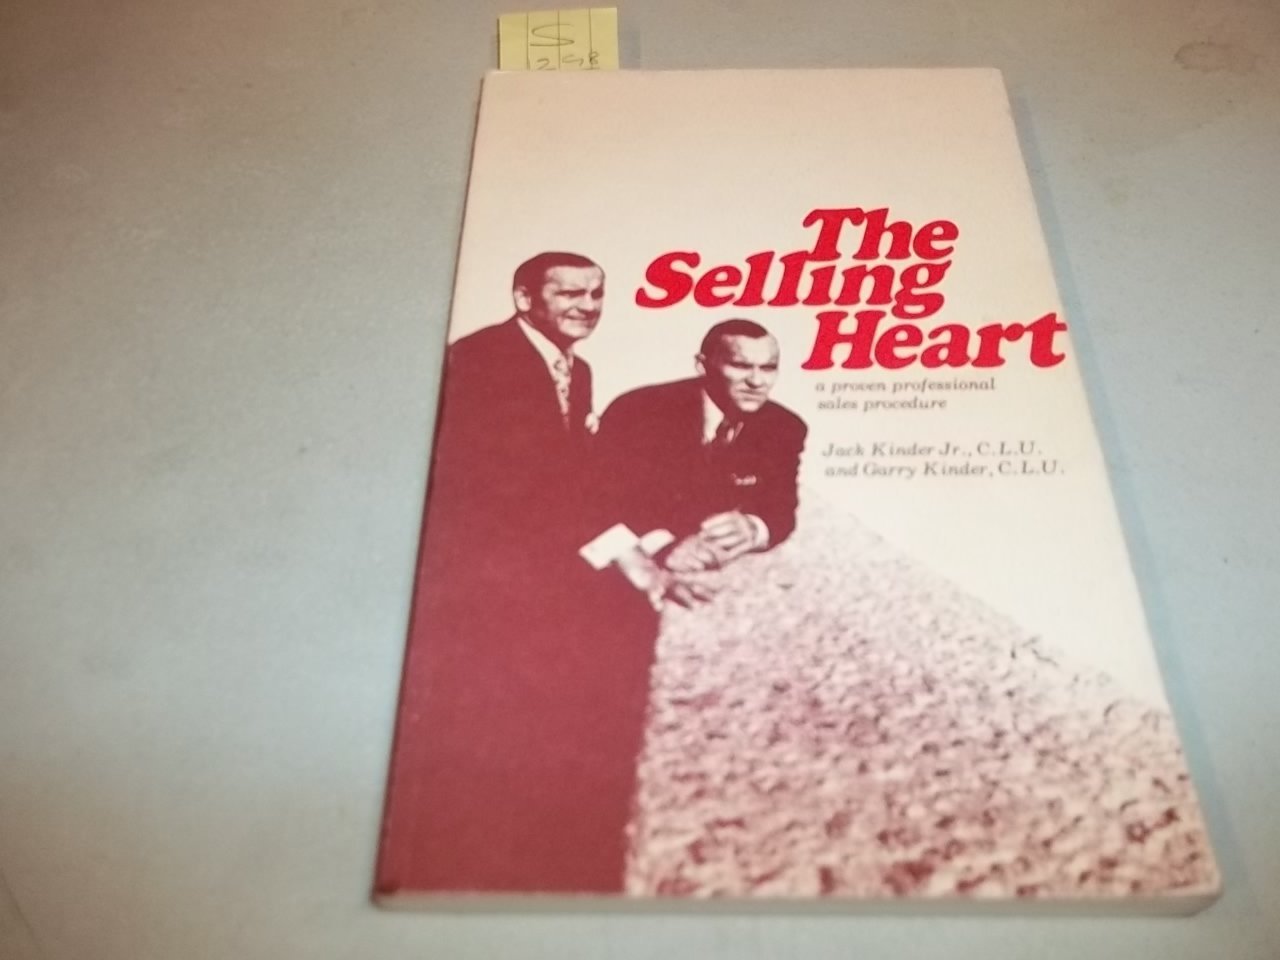 S
The
Selling
Heart
a proven professional
sales procedure
Jack Kinder Jr., C.L.U.
and Garry Kinder, C.L.U.